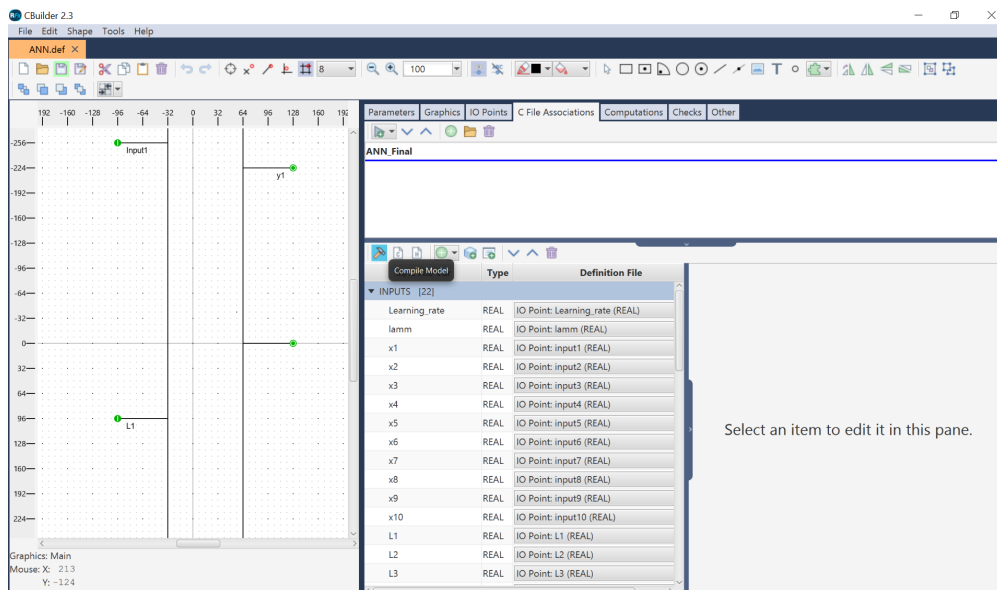 CBuilder 2.3
File Edit Shape Tools Help
ANN.def
8 100
192 -160 -128 -96 -64 -32 0 32 64 96 128 160 192
-256
-224
-192
-160
-128
-96
-64
-32
0
32
64
96
128
160
192
224
Input1
y1
L1
Graphics: Main
Mouse: X: 213
Y: -124
Parameters Graphics IO Points C File Associations Computations Checks Other
ANN_Final
Compile Model
Type Definition File
INPUTS [22]
Learning_rate REAL IO Point: Learning_rate (REAL)
lamm REAL IO Point: lamm (REAL)
x1 REAL IO Point: input1 (REAL)
x2 REAL IO Point: input2 (REAL)
x3 REAL IO Point: input3 (REAL)
x4 REAL IO Point: input4 (REAL)
x5 REAL IO Point: input5 (REAL)
x6 REAL IO Point: input6 (REAL)
x7 REAL IO Point: input7 (REAL)
x8 REAL IO Point: input8 (REAL)
x9 REAL IO Point: input9 (REAL)
x10 REAL IO Point: input10 (REAL)
L1 REAL IO Point: L1 (REAL)
L2 REAL IO Point: L2 (REAL)
L3 REAL IO Point: L3 (REAL)
Select an item to edit it in this pane.